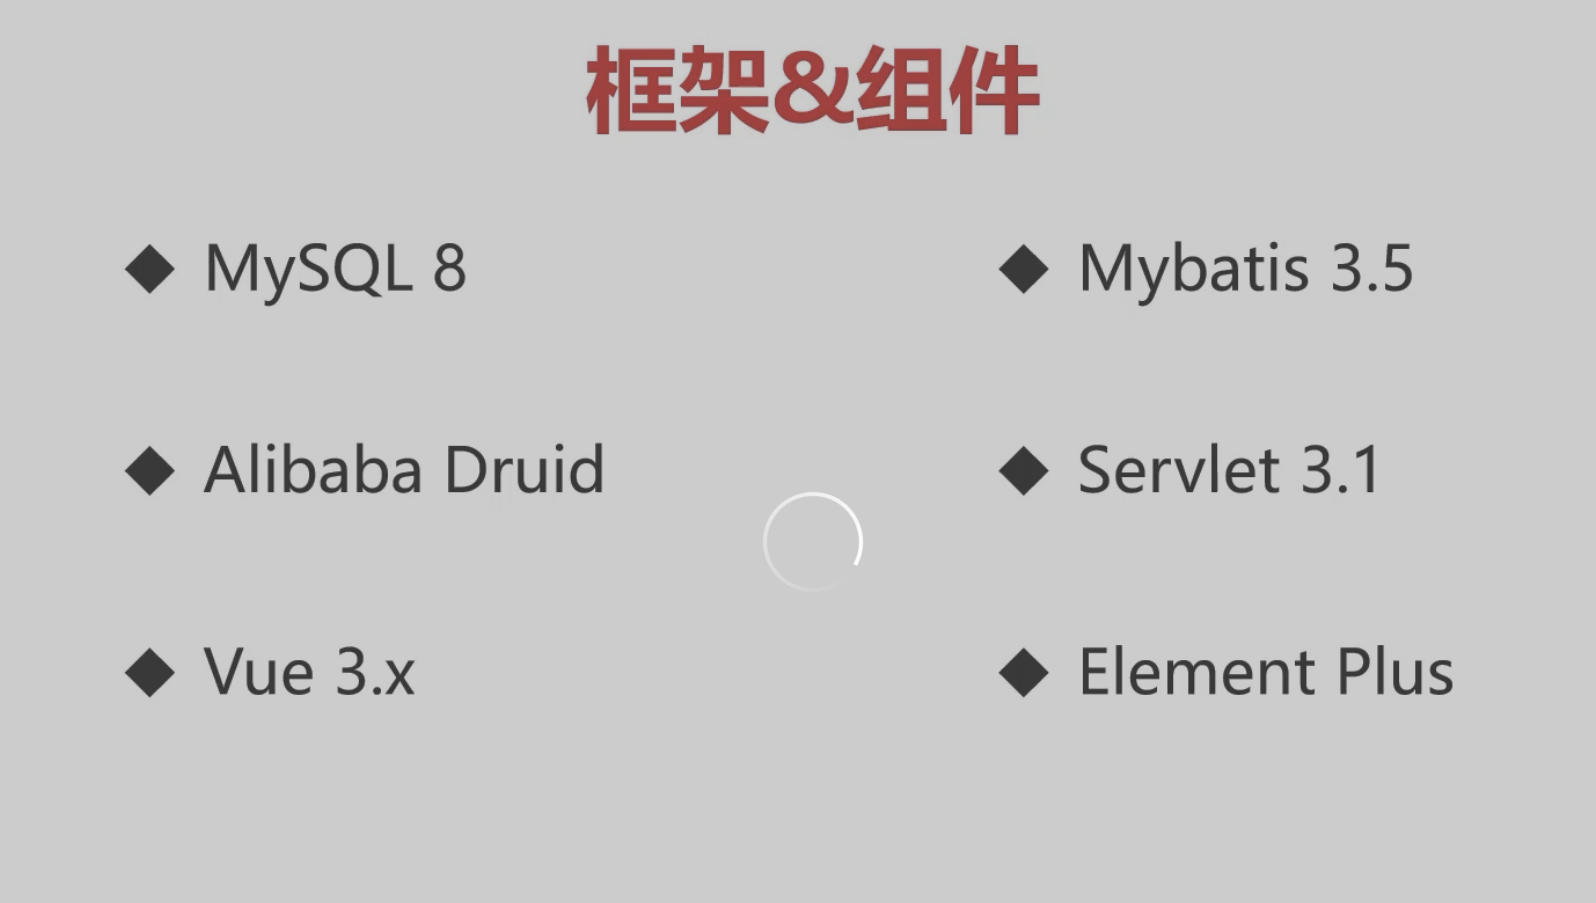 框架&组件
◆ MySQL 8
◆ Mybatis 3.5
◆ Alibaba Druid
◆ Servlet 3.1
◆ Vue 3.x
◆ Element Plus